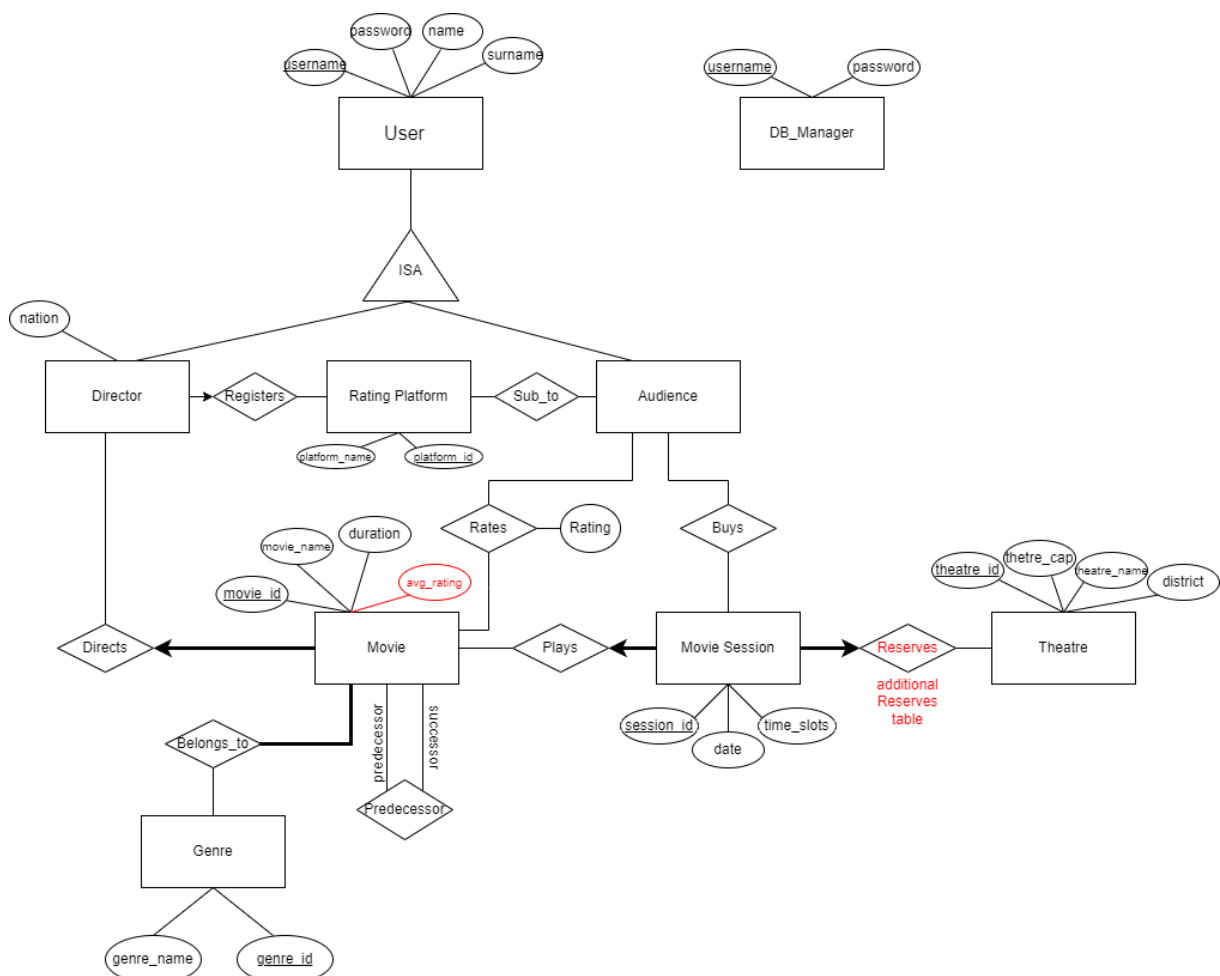 password
name
username
surname
User
username
password
DB_Manager
ISA
nation
Director
Registers
Rating Platform
Sub_to
Audience
platform_name
platform_id
Rates
Rating
Buys
movie_name
duration
movie_id
avg_rating
theatre_id
thetre_cap
theatre_name
district
Directs
Movie
Plays
Movie Session
Reserves
Theatre
additional
Reserves
table
session_id
time_slots
date
Belongs_to
predecessor
successor
Predecessor
Genre
genre_name
genre_id